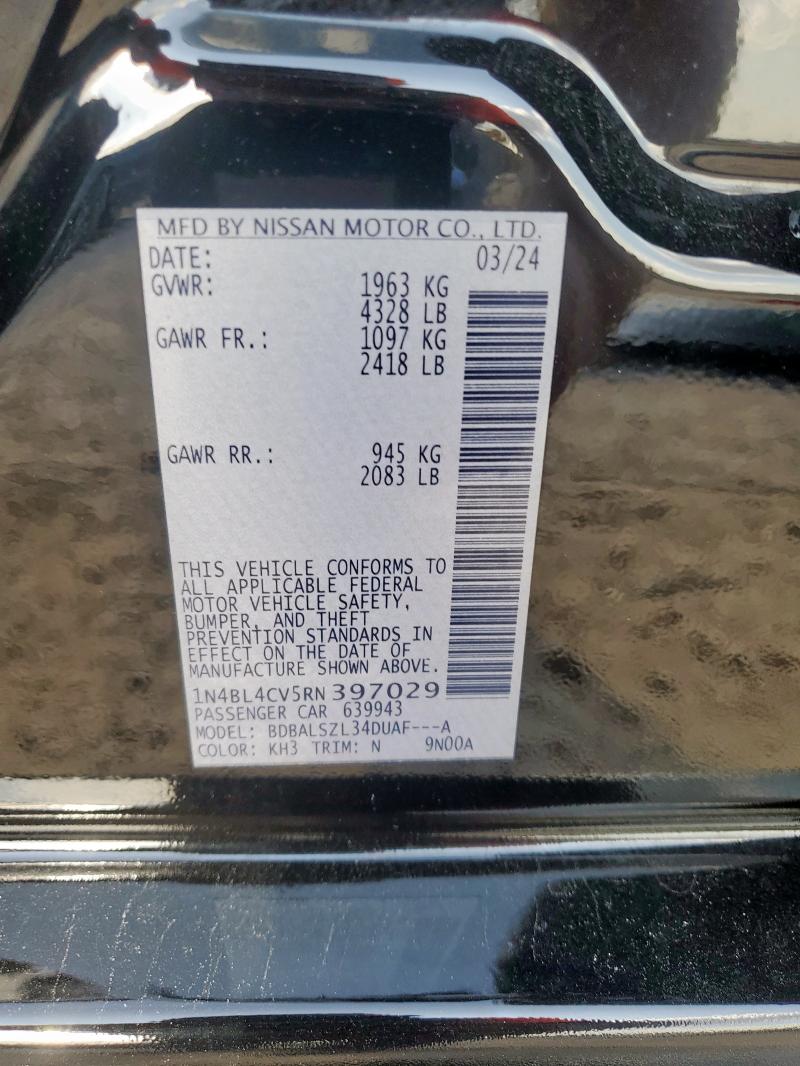 MFD BY NISSAN MOTOR CO., LTD.
DATE: 03/24
GVWR: 1963 KG
4328 LB
GAWR FR.: 1097 KG
2418 LB
GAWR RR.: 945 KG
2083 LB
THIS VEHICLE CONFORMS TO
ALL APPLICABLE FEDERAL
MOTOR VEHICLE SAFETY,
BUMPER, AND THEFT
PREVENTION STANDARDS IN
EFFECT ON THE DATE OF
MANUFACTURE SHOWN ABOVE.
1N4BL4CV5RN397029
PASSENGER CAR 639943
MODEL: BDBALSZL34DUAF---A
COLOR: KH3 TRIM: N 9N00A